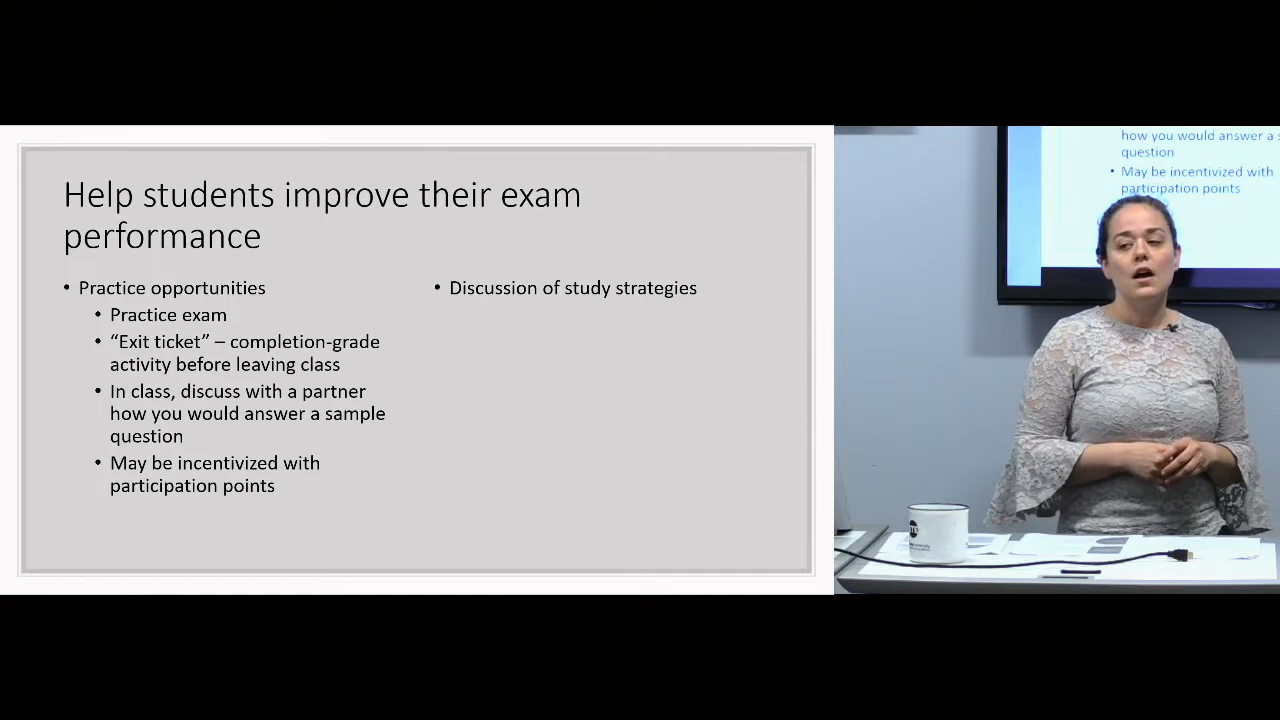 Help students improve their exam
performance
• Practice opportunities
• Practice exam
• “Exit ticket” – completion-grade
activity before leaving class
• In class, discuss with a partner
how you would answer a sample
question
• May be incentivized with
participation points
• Discussion of study strategies
how you would answer a s
question
• May be incentivized with
participation points